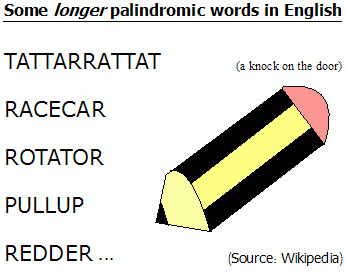 Some longer palindromic words in English
TATTARRATTAT (a knock on the door)
RACECAR
ROTATOR
PULLUP
REDDER ... (Source: Wikipedia)